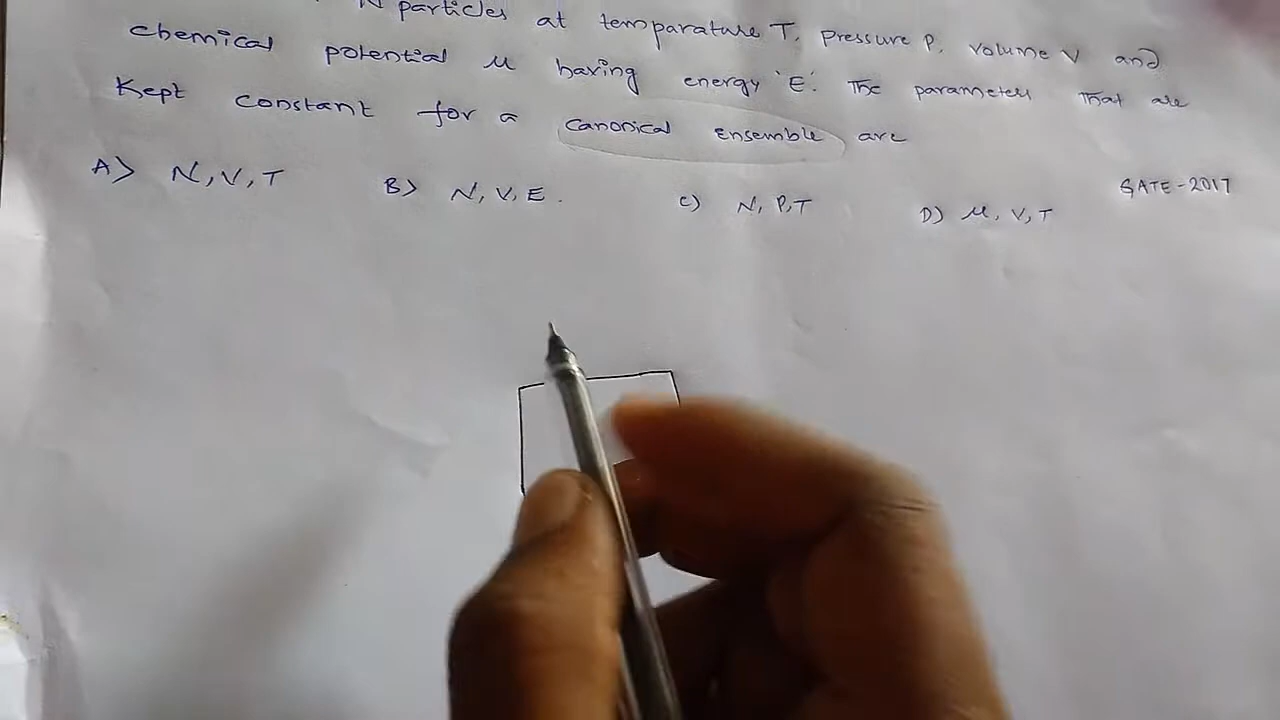 N particles at temparature T, pressure P, volume V and
chemical potential μ having energy 'E'. The parameters that are
kept constant for a canonical ensemble are
A) N, V, T B) N, V, E. C) N, P, T D) μ, V, T
GATE-2017